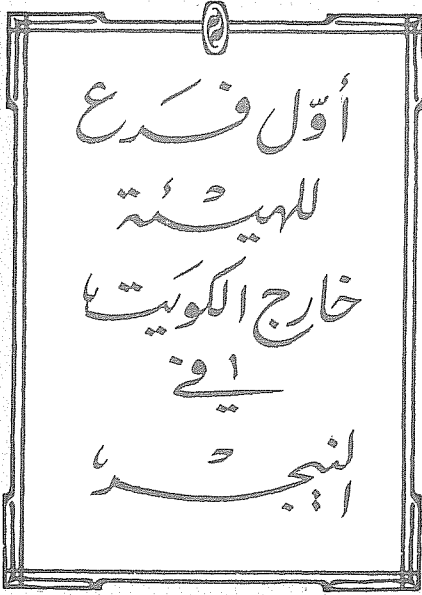 أوّل فرع
للهيئة
خارج الكويت
في
النيجر